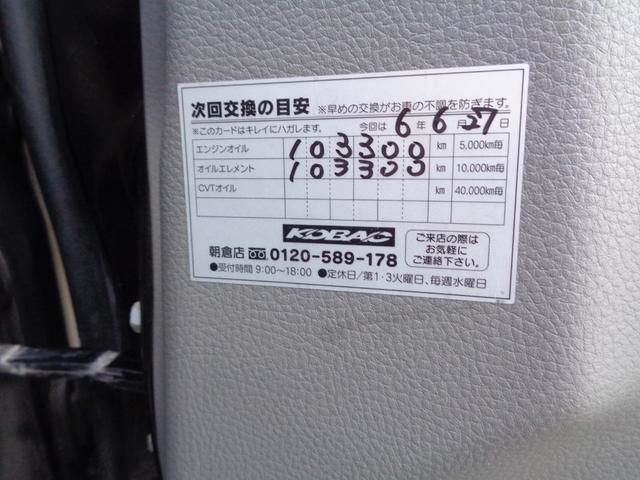 次回交換の目安 ※早めの交換がお車の不調を防ぎます。
※このカードはキレイにハガレます。 今回は 6年 6月 27日
エンジンオイル 103300 km 5,000km毎
オイルエレメント 103300 km 10,000km毎
CVTオイル km 40,000km毎
KOBAC
朝倉店 0120-589-178
●受付時間 9:00〜18:00 ●定休日/第1・3火曜日、毎週水曜日
ご来店の際は
お気軽に
ご連絡下さい。